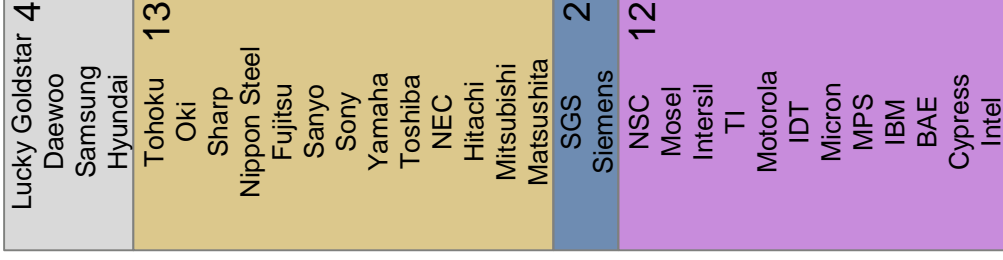 Lucky Goldstar
Daewoo
Samsung
Hyundai
4
Tohoku
Oki
Sharp
Nippon Steel
Fujitsu
Sanyo
Sony
Yamaha
Toshiba
NEC
Hitachi
Mitsubishi
Matsushita
13
SGS
Siemens
2
NSC
Mosel
Intersil
TI
Motorola
IDT
Micron
MPS
IBM
BAE
Cypress
Intel
12